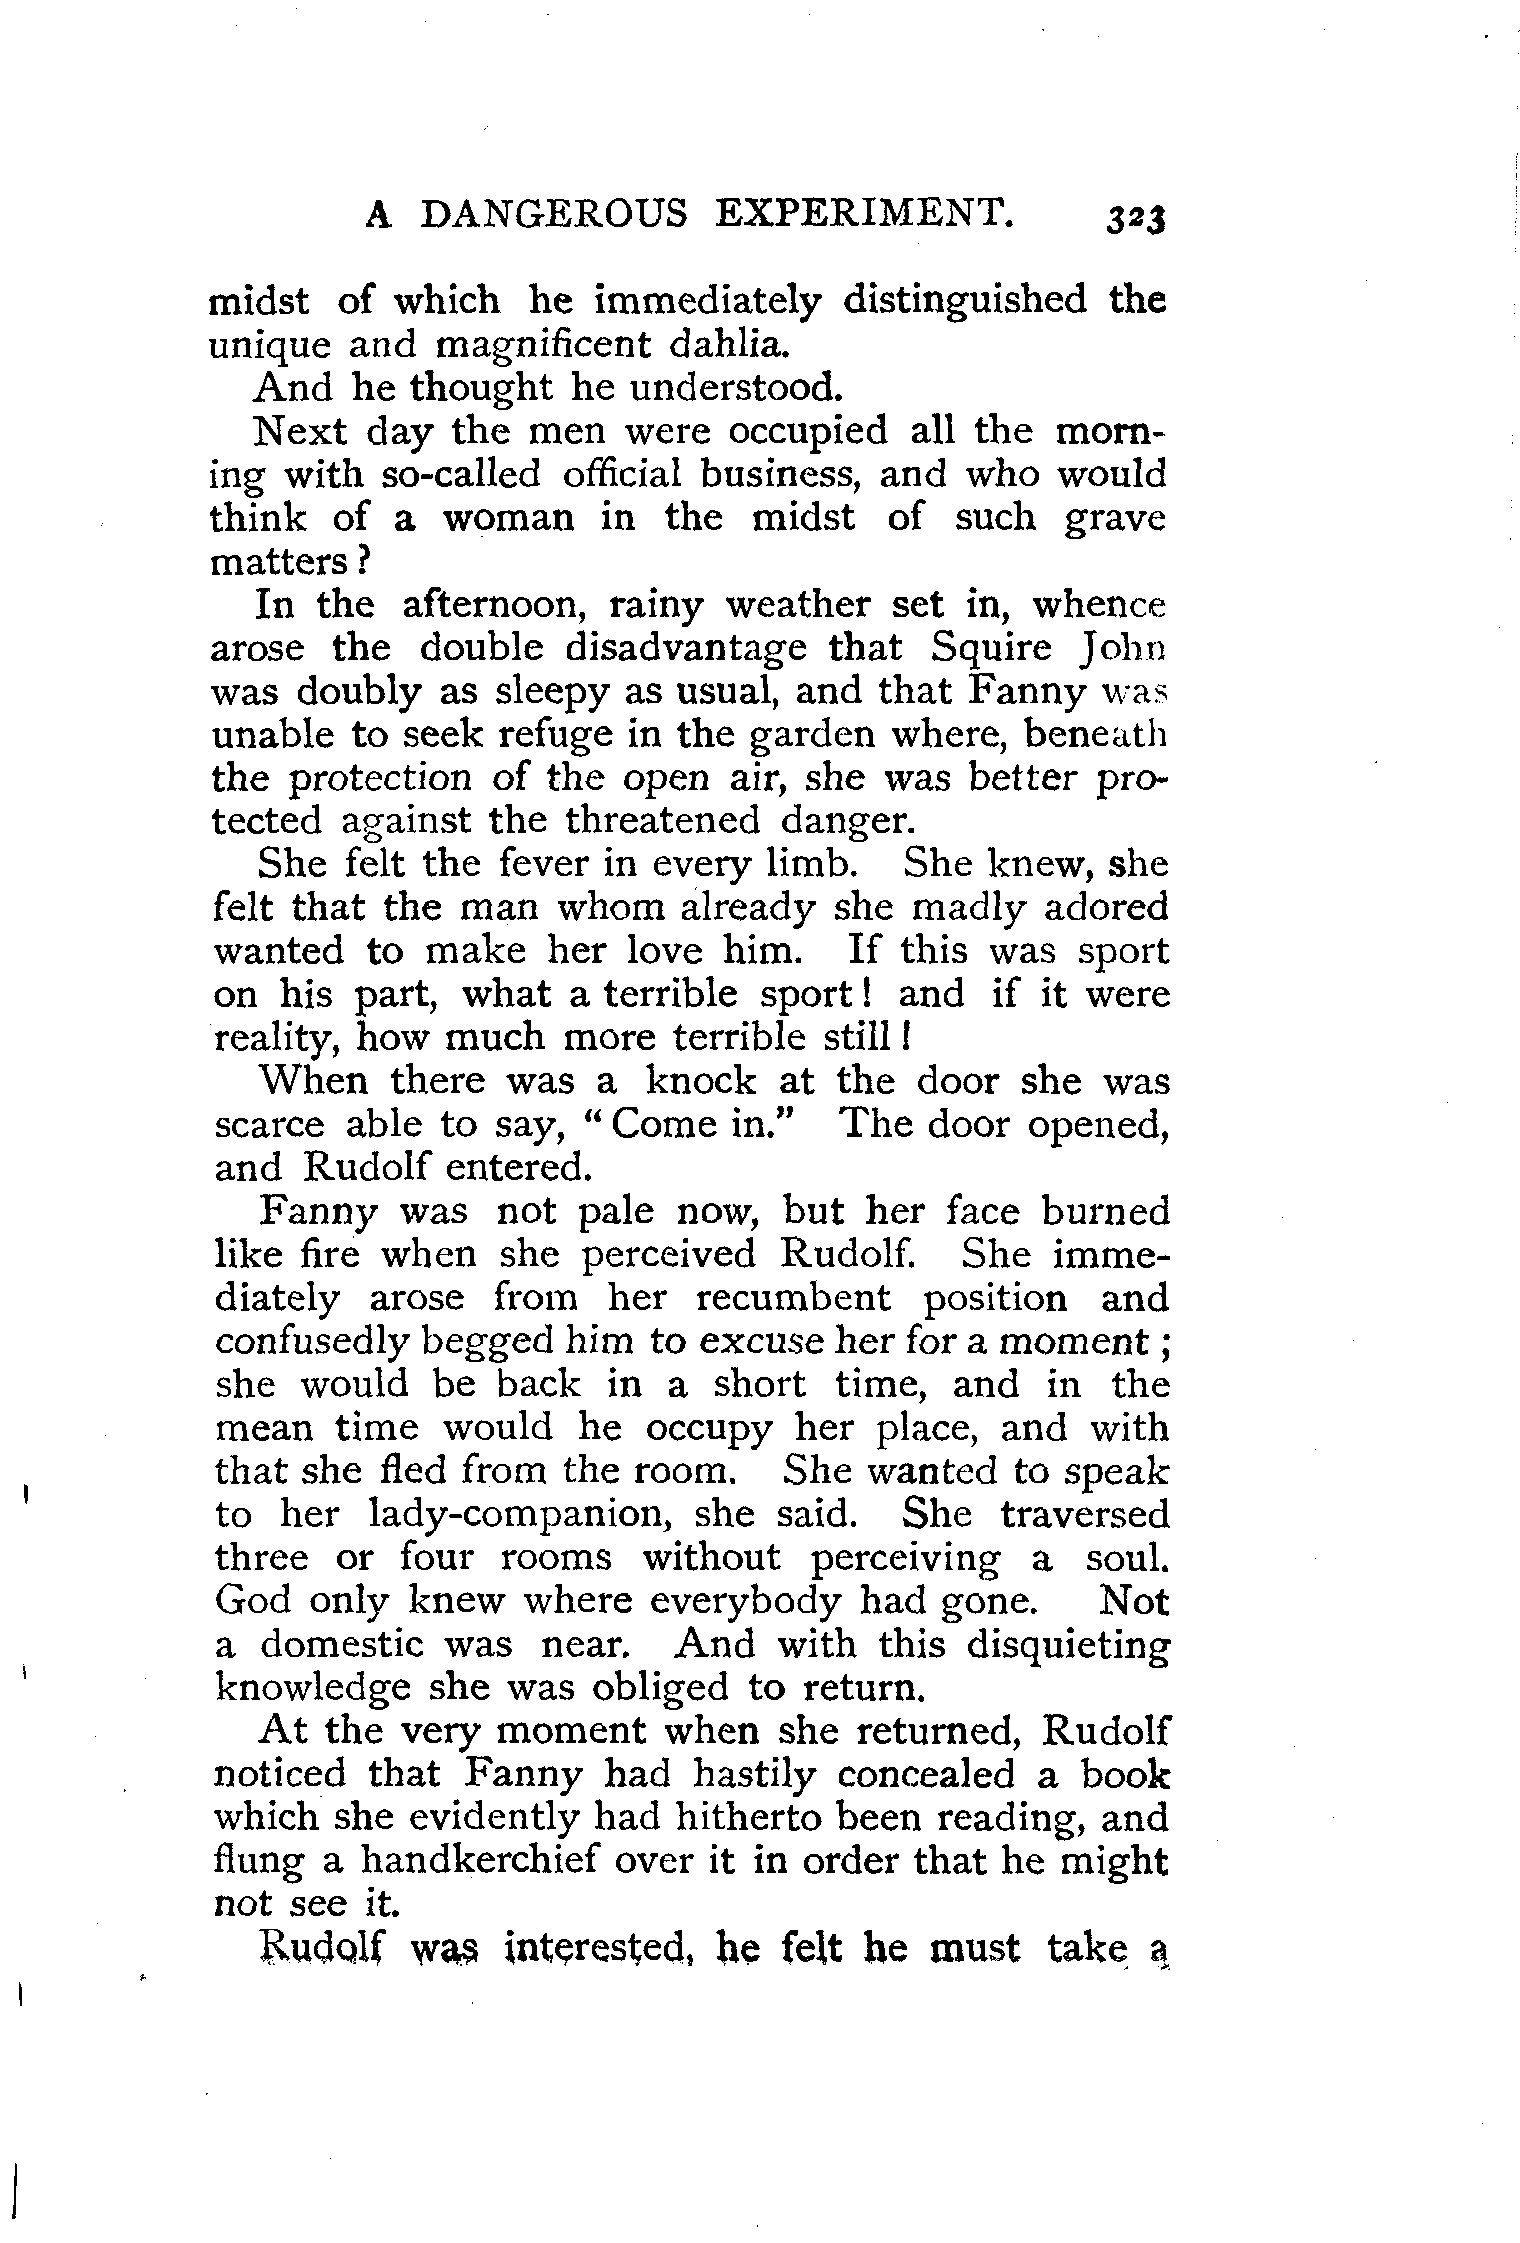 A DANGEROUS EXPERIMENT. 323
midst of which he immediately distinguished the
unique and magnificent dahlia.
And he thought he understood.
Next day the men were occupied all the morn-
ing with so-called official business, and who would
think of a woman in the midst of such grave
matters ?
In the afternoon, rainy weather set in, whence
arose the double disadvantage that Squire John
was doubly as sleepy as usual, and that Fanny was
unable to seek refuge in the garden where, beneath
the protection of the open air, she was better pro-
tected against the threatened danger.
She felt the fever in every limb. She knew, she
felt that the man whom already she madly adored
wanted to make her love him. If this was sport
on his part, what a terrible sport ! and if it were
reality, how much more terrible still !
When there was a knock at the door she was
scarce able to say, “ Come in.” The door opened,
and Rudolf entered.
Fanny was not pale now, but her face burned
like fire when she perceived Rudolf. She imme-
diately arose from her recumbent position and
confusedly begged him to excuse her for a moment ;
she would be back in a short time, and in the
mean time would he occupy her place, and with
that she fled from the room. She wanted to speak
to her lady-companion, she said. She traversed
three or four rooms without perceiving a soul.
God only knew where everybody had gone. Not
a domestic was near. And with this disquieting
knowledge she was obliged to return.
At the very moment when she returned, Rudolf
noticed that Fanny had hastily concealed a book
which she evidently had hitherto been reading, and
flung a handkerchief over it in order that he might
not see it.
Rudolf was interested, he felt he must take a